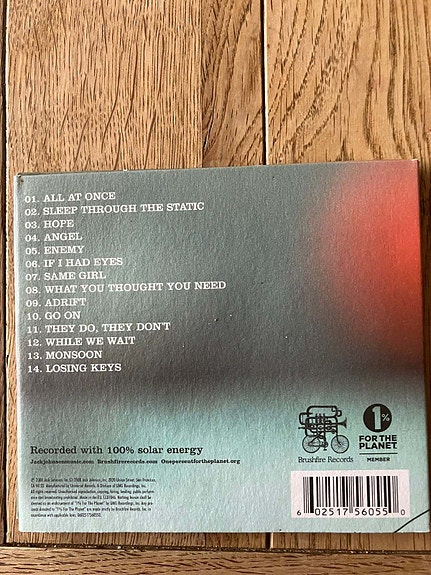 01. ALL AT ONCE
02. SLEEP THROUGH THE STATIC
03. HOPE
04. ANGEL
05. ENEMY
06. IF I HAD EYES
07. SAME GIRL
08. WHAT YOU THOUGHT YOU NEED
09. ADRIFT
10. GO ON
11. THEY DO, THEY DON'T
12. WHILE WE WAIT
13. MONSOON
14. LOSING KEYS
1%
FOR THE
PLANET
MEMBER
Brushfire Records
Recorded with 100% solar energy
Jackjohnsonmusic.com Brushfirerecords.com Onepercentfortheplanet.org
6 02517 56055 0